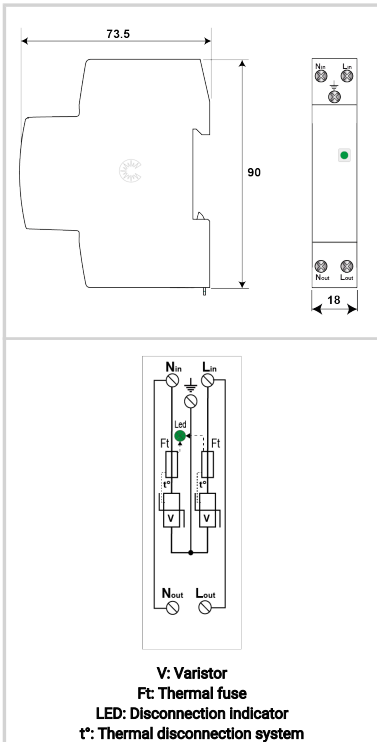 73.5
Nin Lin
90
Nout Lout
18
Nin Lin
Led
Ft Ft
t° t°
V V
Nout Lout
V: Varistor
Ft: Thermal fuse
LED: Disconnection indicator
t°: Thermal disconnection system